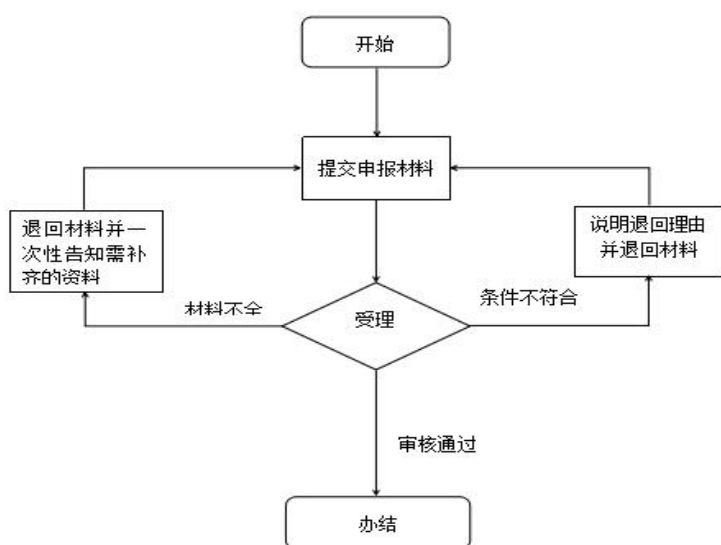 开始
提交申报材料
退回材料并一
次性告知需补
齐的资料
说明退回理由
并退回材料
材料不全
受理
条件不符合
审核通过
办结